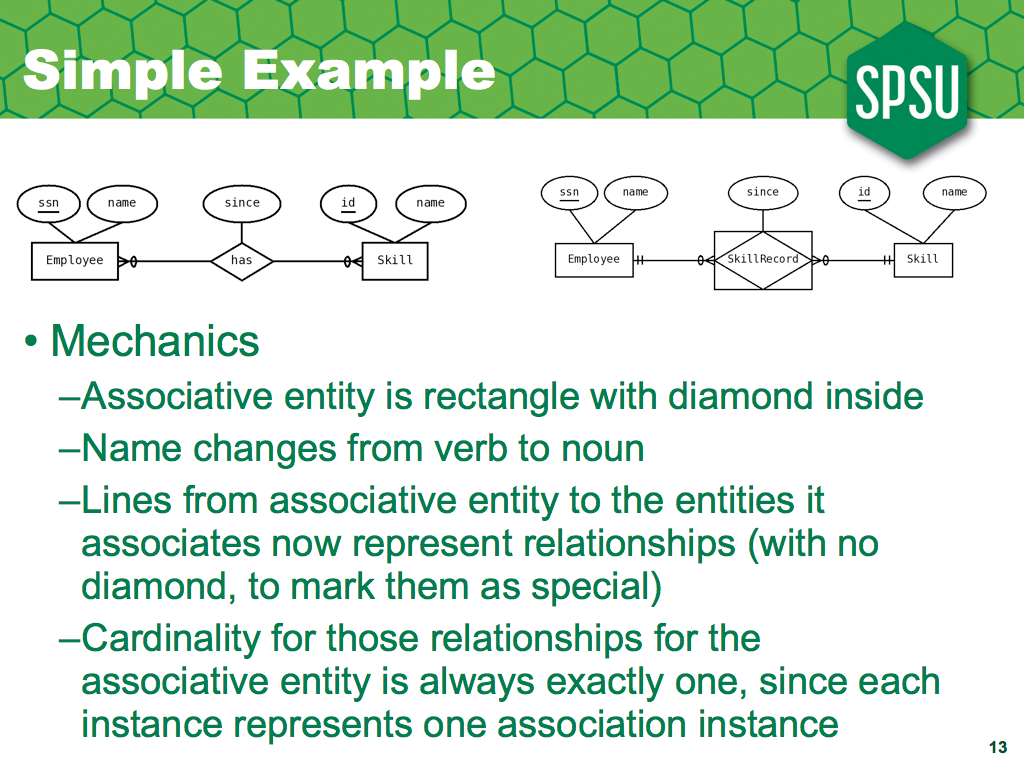 Simple Example
SPSU
ssn name since id name
Employee has Skill
ssn name since id name
Employee SkillRecord Skill
• Mechanics
–Associative entity is rectangle with diamond inside
–Name changes from verb to noun
–Lines from associative entity to the entities it
associates now represent relationships (with no
diamond, to mark them as special)
–Cardinality for those relationships for the
associative entity is always exactly one, since each
instance represents one association instance
13